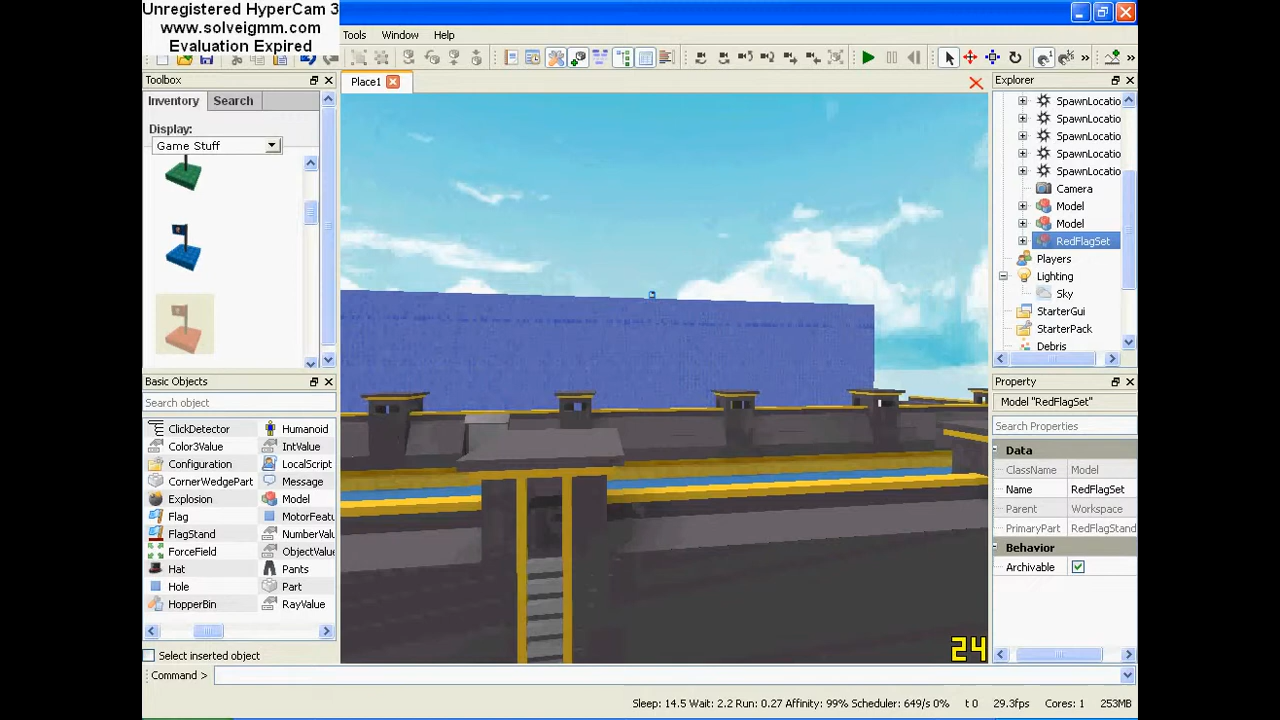 Unregistered HyperCam 3
www.solveigmm.com
Evaluation Expired
Tools Window Help
Toolbox
Inventory Search
Display:
Game Stuff
Basic Objects
Search object
ClickDetector Humanoid
Color3Value IntValue
Configuration LocalScript
CornerWedgePart Message
Explosion Model
Flag MotorFeatu
FlagStand NumberValu
ForceField ObjectValu
Hat Pants
Hole Part
HopperBin RayValue
Select inserted object
Place1
24
Explorer
SpawnLocatio
SpawnLocatio
SpawnLocatio
SpawnLocatio
SpawnLocatio
Camera
Model
Model
RedFlagSet
Players
Lighting
Sky
StarterGui
StarterPack
Debris
Property
Model "RedFlagSet"
Search Properties
Data
ClassName Model
Name RedFlagSet
Parent Workspace
PrimaryPart RedFlagStand
Behavior
Archivable
Command >
Sleep: 14.5 Wait: 2.2 Run: 0.27 Affinity: 99% Scheduler: 649/s 0% t 0 29.3fps Cores: 1 253MB